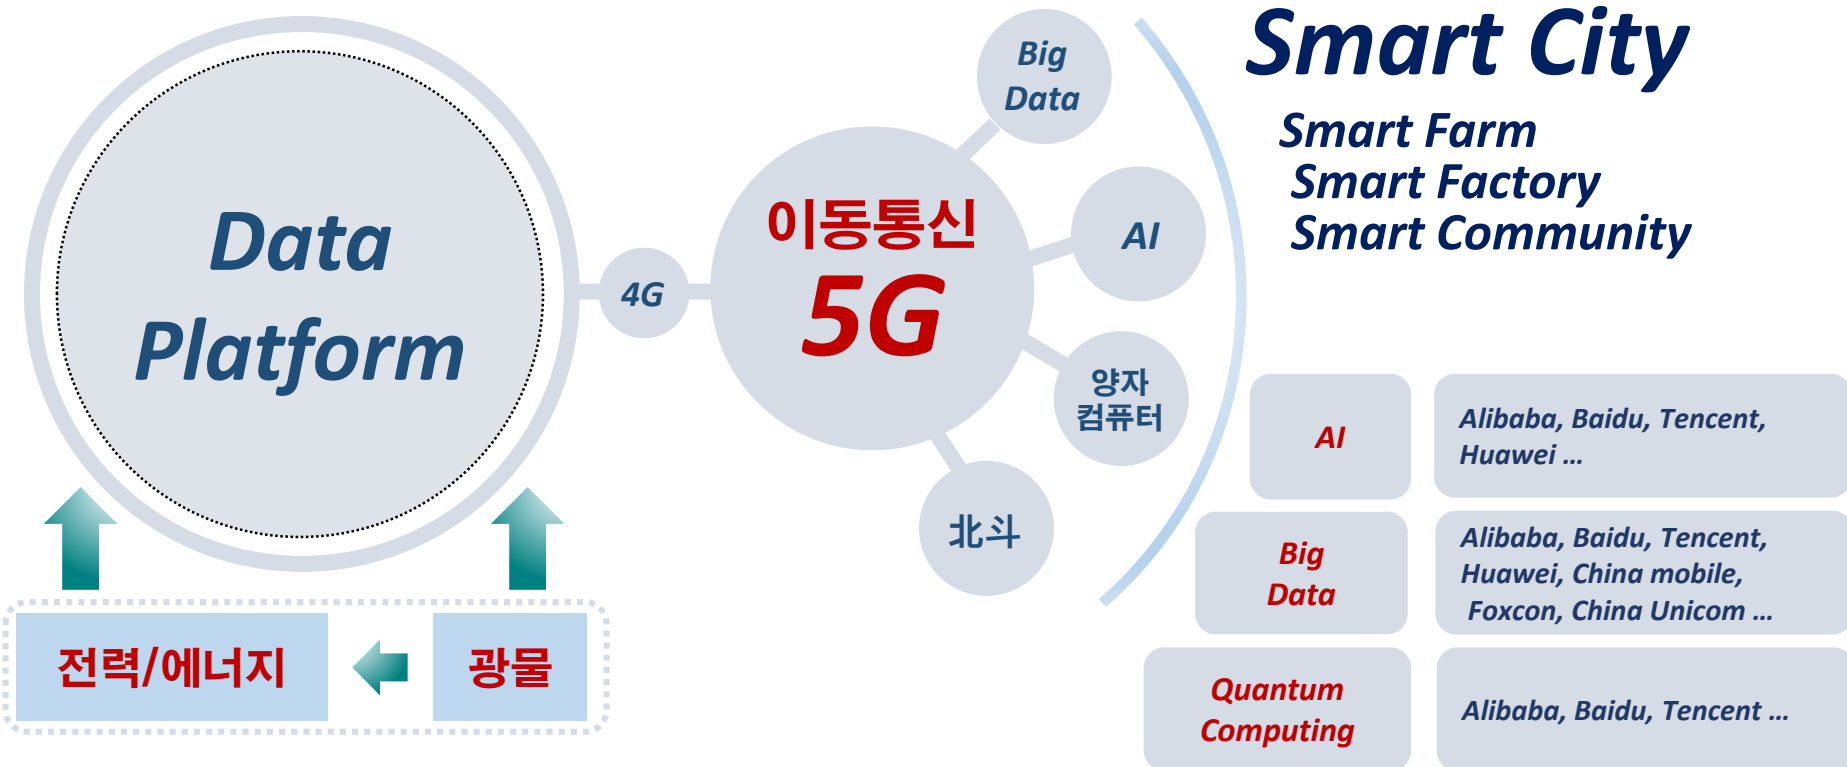 Data
Platform
4G
이동통신
5G
Big
Data
AI
양자
컴퓨터
北斗
전력/에너지
광물
Smart City
Smart Farm
Smart Factory
Smart Community
AI
Alibaba, Baidu, Tencent,
Huawei ...
Big
Data
Alibaba, Baidu, Tencent,
Huawei, China mobile,
Foxcon, China Unicom ...
Quantum
Computing
Alibaba, Baidu, Tencent ...